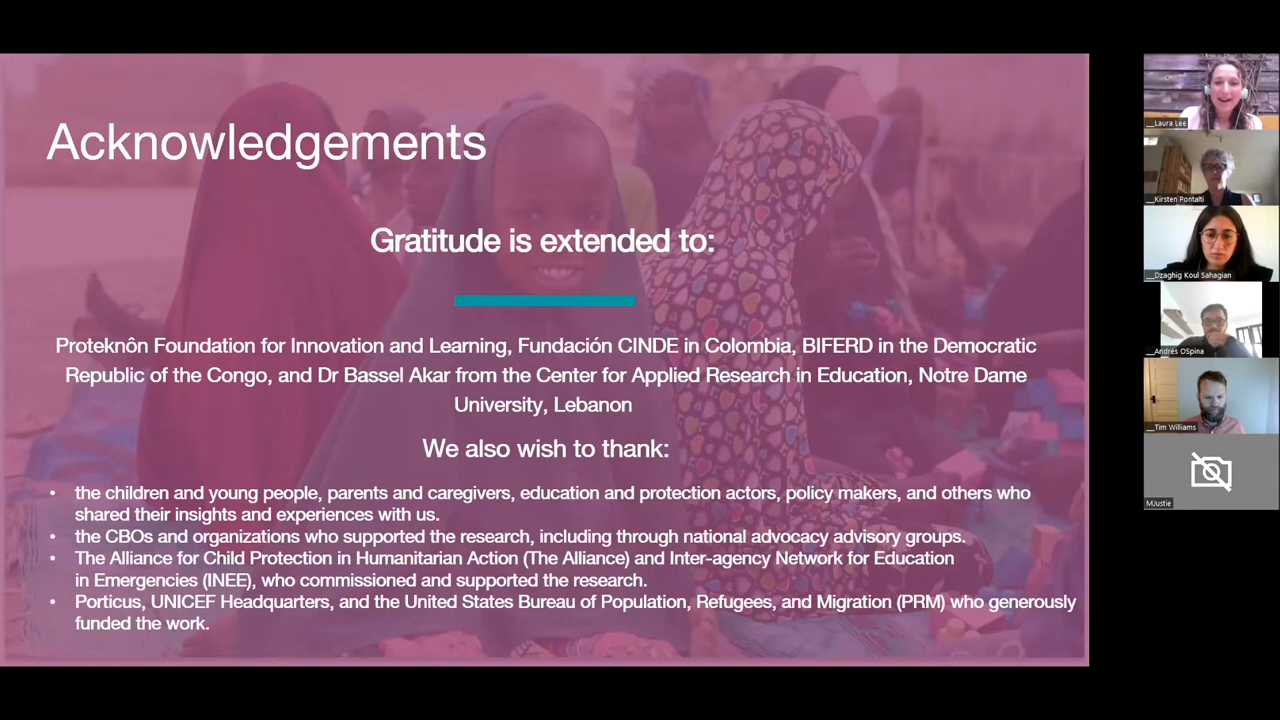 Acknowledgements
Gratitude is extended to:
Proteknôn Foundation for Innovation and Learning, Fundación CINDE in Colombia, BIFERD in the Democratic
Republic of the Congo, and Dr Bassel Akar from the Center for Applied Research in Education, Notre Dame
University, Lebanon
We also wish to thank:
• the children and young people, parents and caregivers, education and protection actors, policy makers, and others who
shared their insights and experiences with us.
• the CBOs and organizations who supported the research, including through national advocacy advisory groups.
• The Alliance for Child Protection in Humanitarian Action (The Alliance) and Inter-agency Network for Education
in Emergencies (INEE), who commissioned and supported the research.
• Porticus, UNICEF Headquarters, and the United States Bureau of Population, Refugees, and Migration (PRM) who generously
funded the work.
__Laura Lee
__Kirsten Pontalti
__Dzaghig Koul Sahagian
__Andrés OSpina
__Tim Williams
MJustie